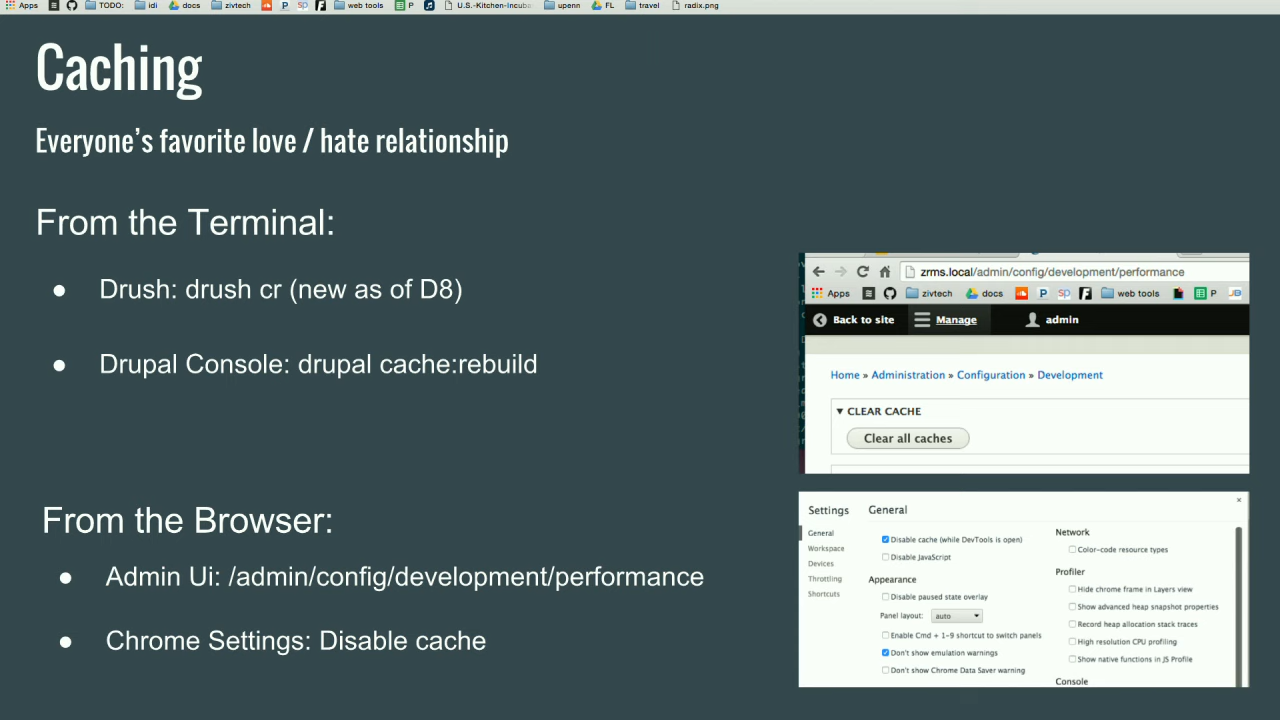 Apps TODO: idi docs zivtech P Sp F web tools P U.S.-Kitchen-Incub upenn FL travel radix.png
Caching
Everyone's favorite love / hate relationship
From the Terminal:
● Drush: drush cr (new as of D8)
● Drupal Console: drupal cache:rebuild
From the Browser:
● Admin Ui: /admin/config/development/performance
● Chrome Settings: Disable cache
zrms.local/admin/config/development/performance
Apps zivtech docs P sp F web tools P JB
Back to site Manage admin
Home » Administration » Configuration » Development
▼ CLEAR CACHE
Clear all caches
Settings
General
Workspace
Devices
Throttling
Shortcuts
General
Disable cache (while DevTools is open)
Disable JavaScript
Appearance
Disable paused state overlay
Panel layout: auto
Enable Cmd + 1-9 shortcut to switch panels
Don't show emulation warnings
Don't show Chrome Data Saver warning
Network
Color-code resource types
Profiler
Hide chrome frame in Layers view
Show advanced heap snapshot properties
Record heap allocation stack traces
High resolution CPU profiling
Show native functions in JS Profile
Console